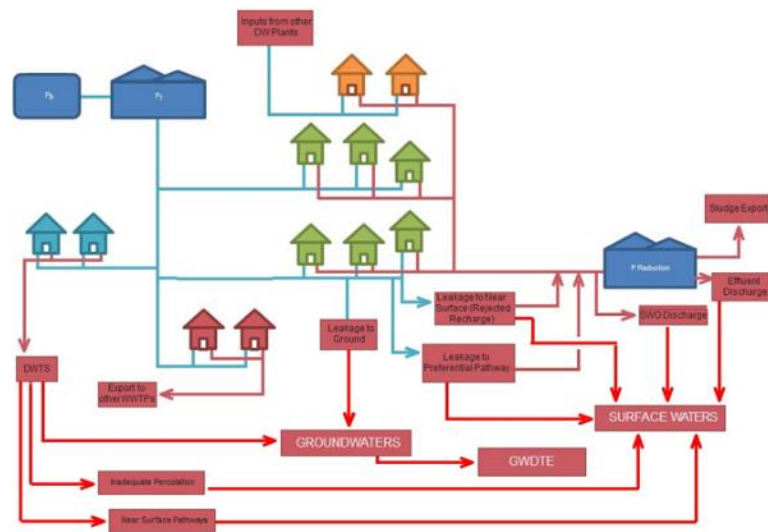 Inputs from other
DW Plants
Sludge Export
P Reduction
Effluent
Discharge
Leakage to Near
Surface (Rejected
Recharge)
SWO Discharge
Leakage to
Ground
Leakage to
Preferential Pathway
DWTS
Export to
other WWTPs
SURFACE WATERS
GROUNDWATERS
GWDTE
Inadequate Percolation
Near Surface Pathways